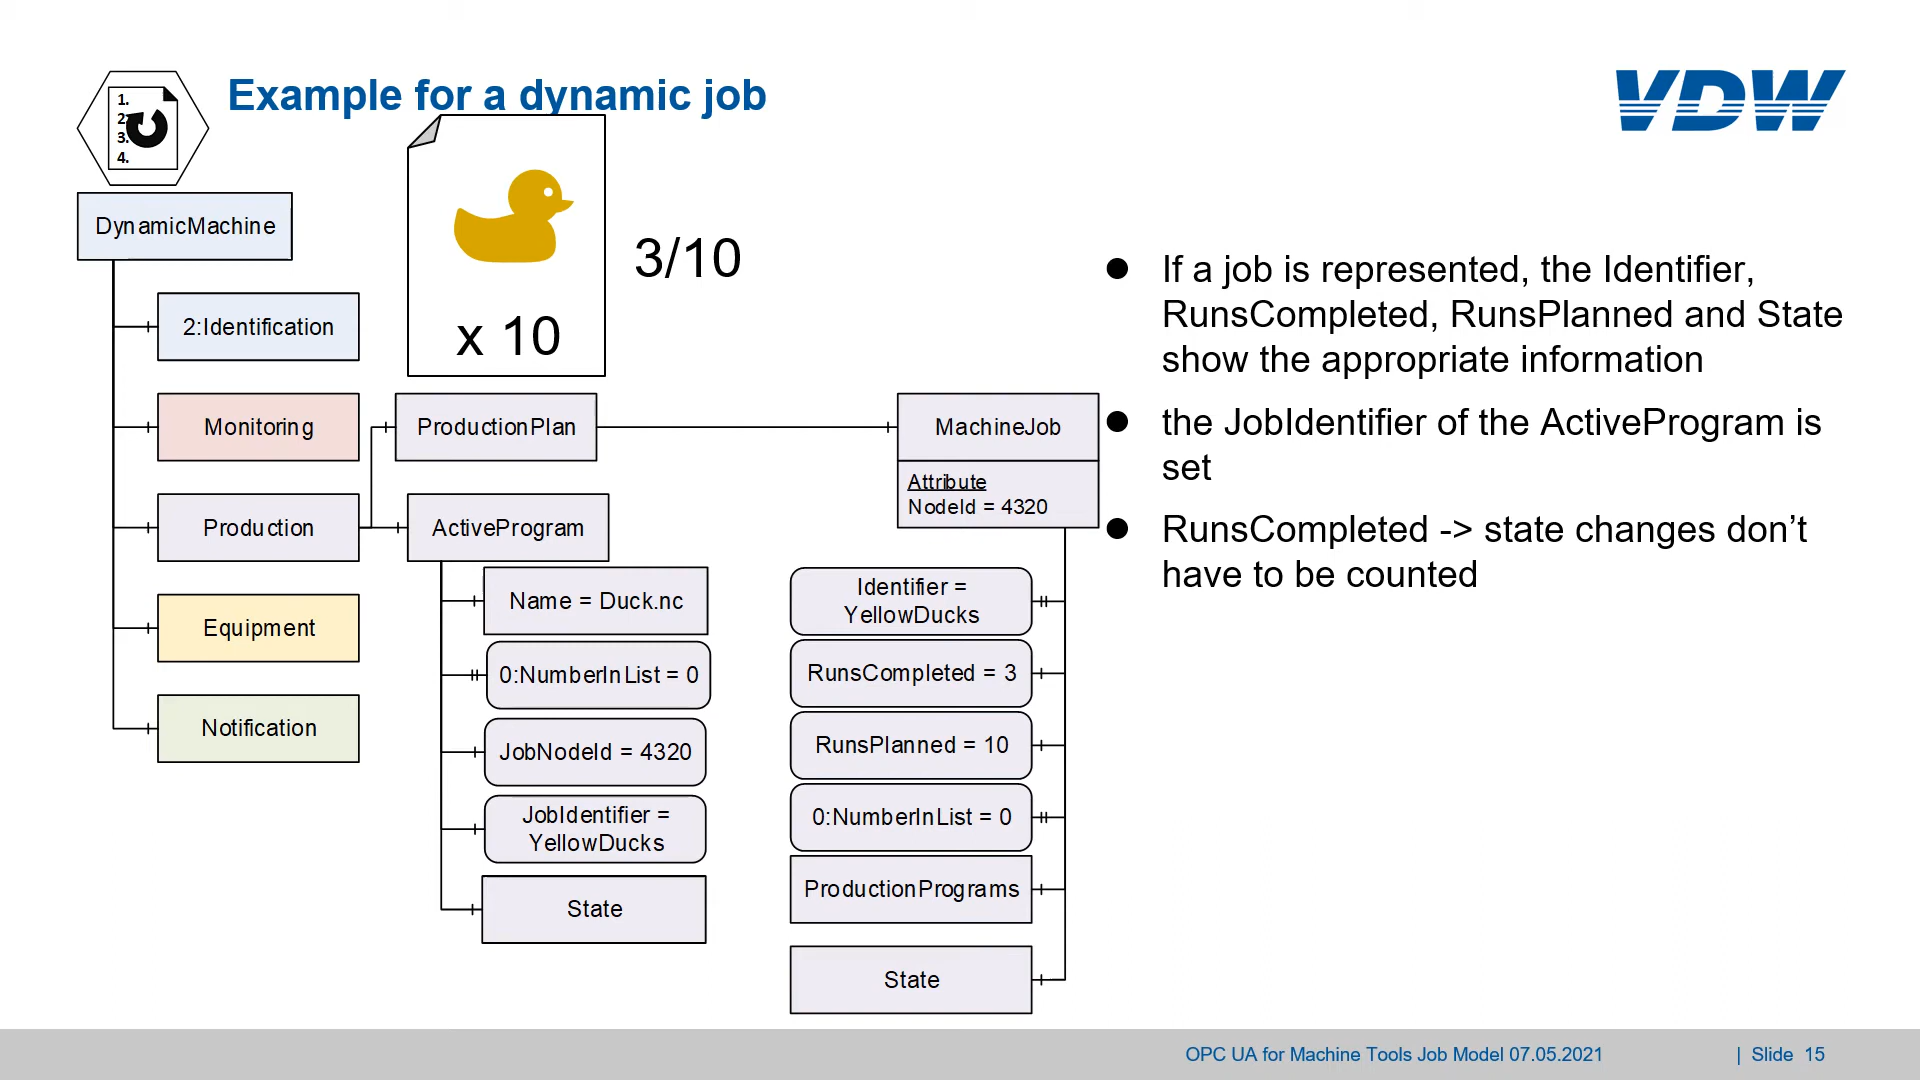 1.
2.
3.
4.
Example for a dynamic job
VDW
DynamicMachine
2:Identification
Monitoring
Production
Equipment
Notification
x 10
3/10
ProductionPlan
ActiveProgram
Name = Duck.nc
0:NumberInList = 0
JobNodeId = 4320
JobIdentifier =
YellowDucks
State
MachineJob
Attribute
NodeId = 4320
Identifier =
YellowDucks
RunsCompleted = 3
RunsPlanned = 10
0:NumberInList = 0
ProductionPrograms
State
● If a job is represented, the Identifier,
RunsCompleted, RunsPlanned and State
show the appropriate information
● the JobIdentifier of the ActiveProgram is
set
● RunsCompleted -> state changes don’t
have to be counted
OPC UA for Machine Tools Job Model 07.05.2021 | Slide 15